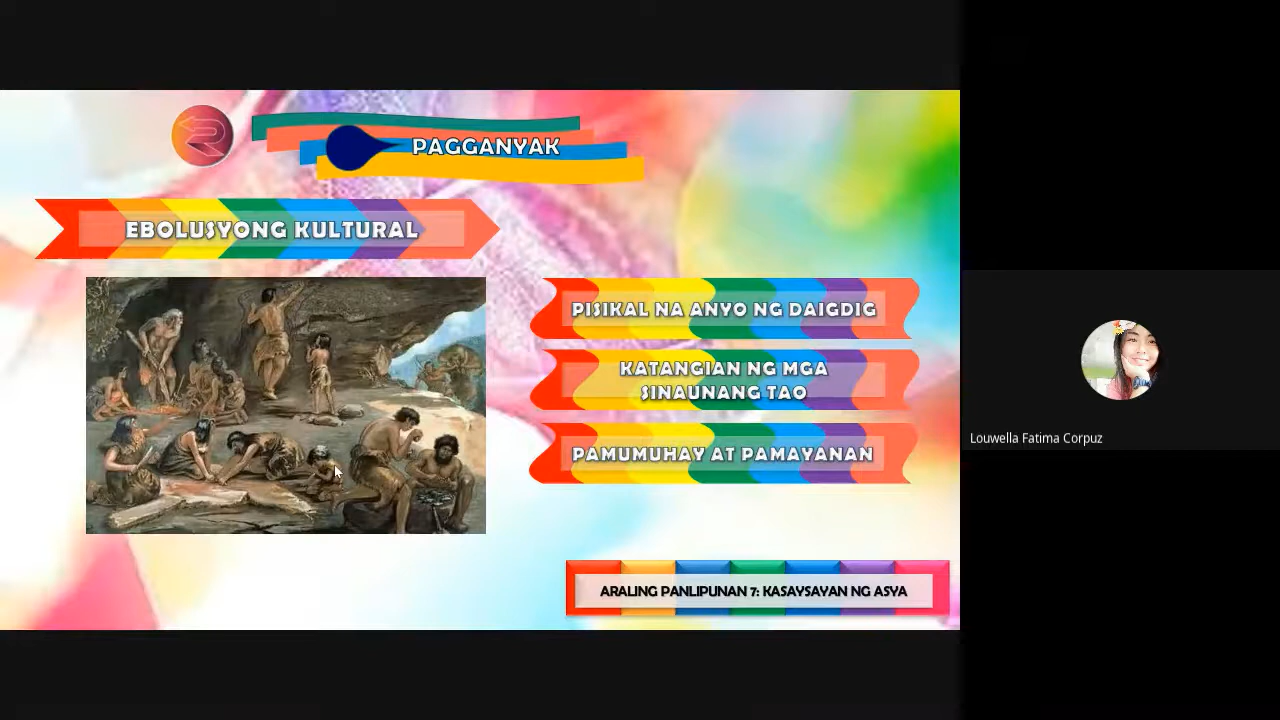 PAGGANYAK
EBOLUSYONG KULTURAL
PISIKAL NA ANYO NG DAIGDIG
KATANGIAN NG MGA
SINAUNANG TAO
PAMUMUHAY AT PAMAYANAN
ARALING PANLIPUNAN 7: KASAYSAYAN NG ASYA
Louwella Fatima Corpuz